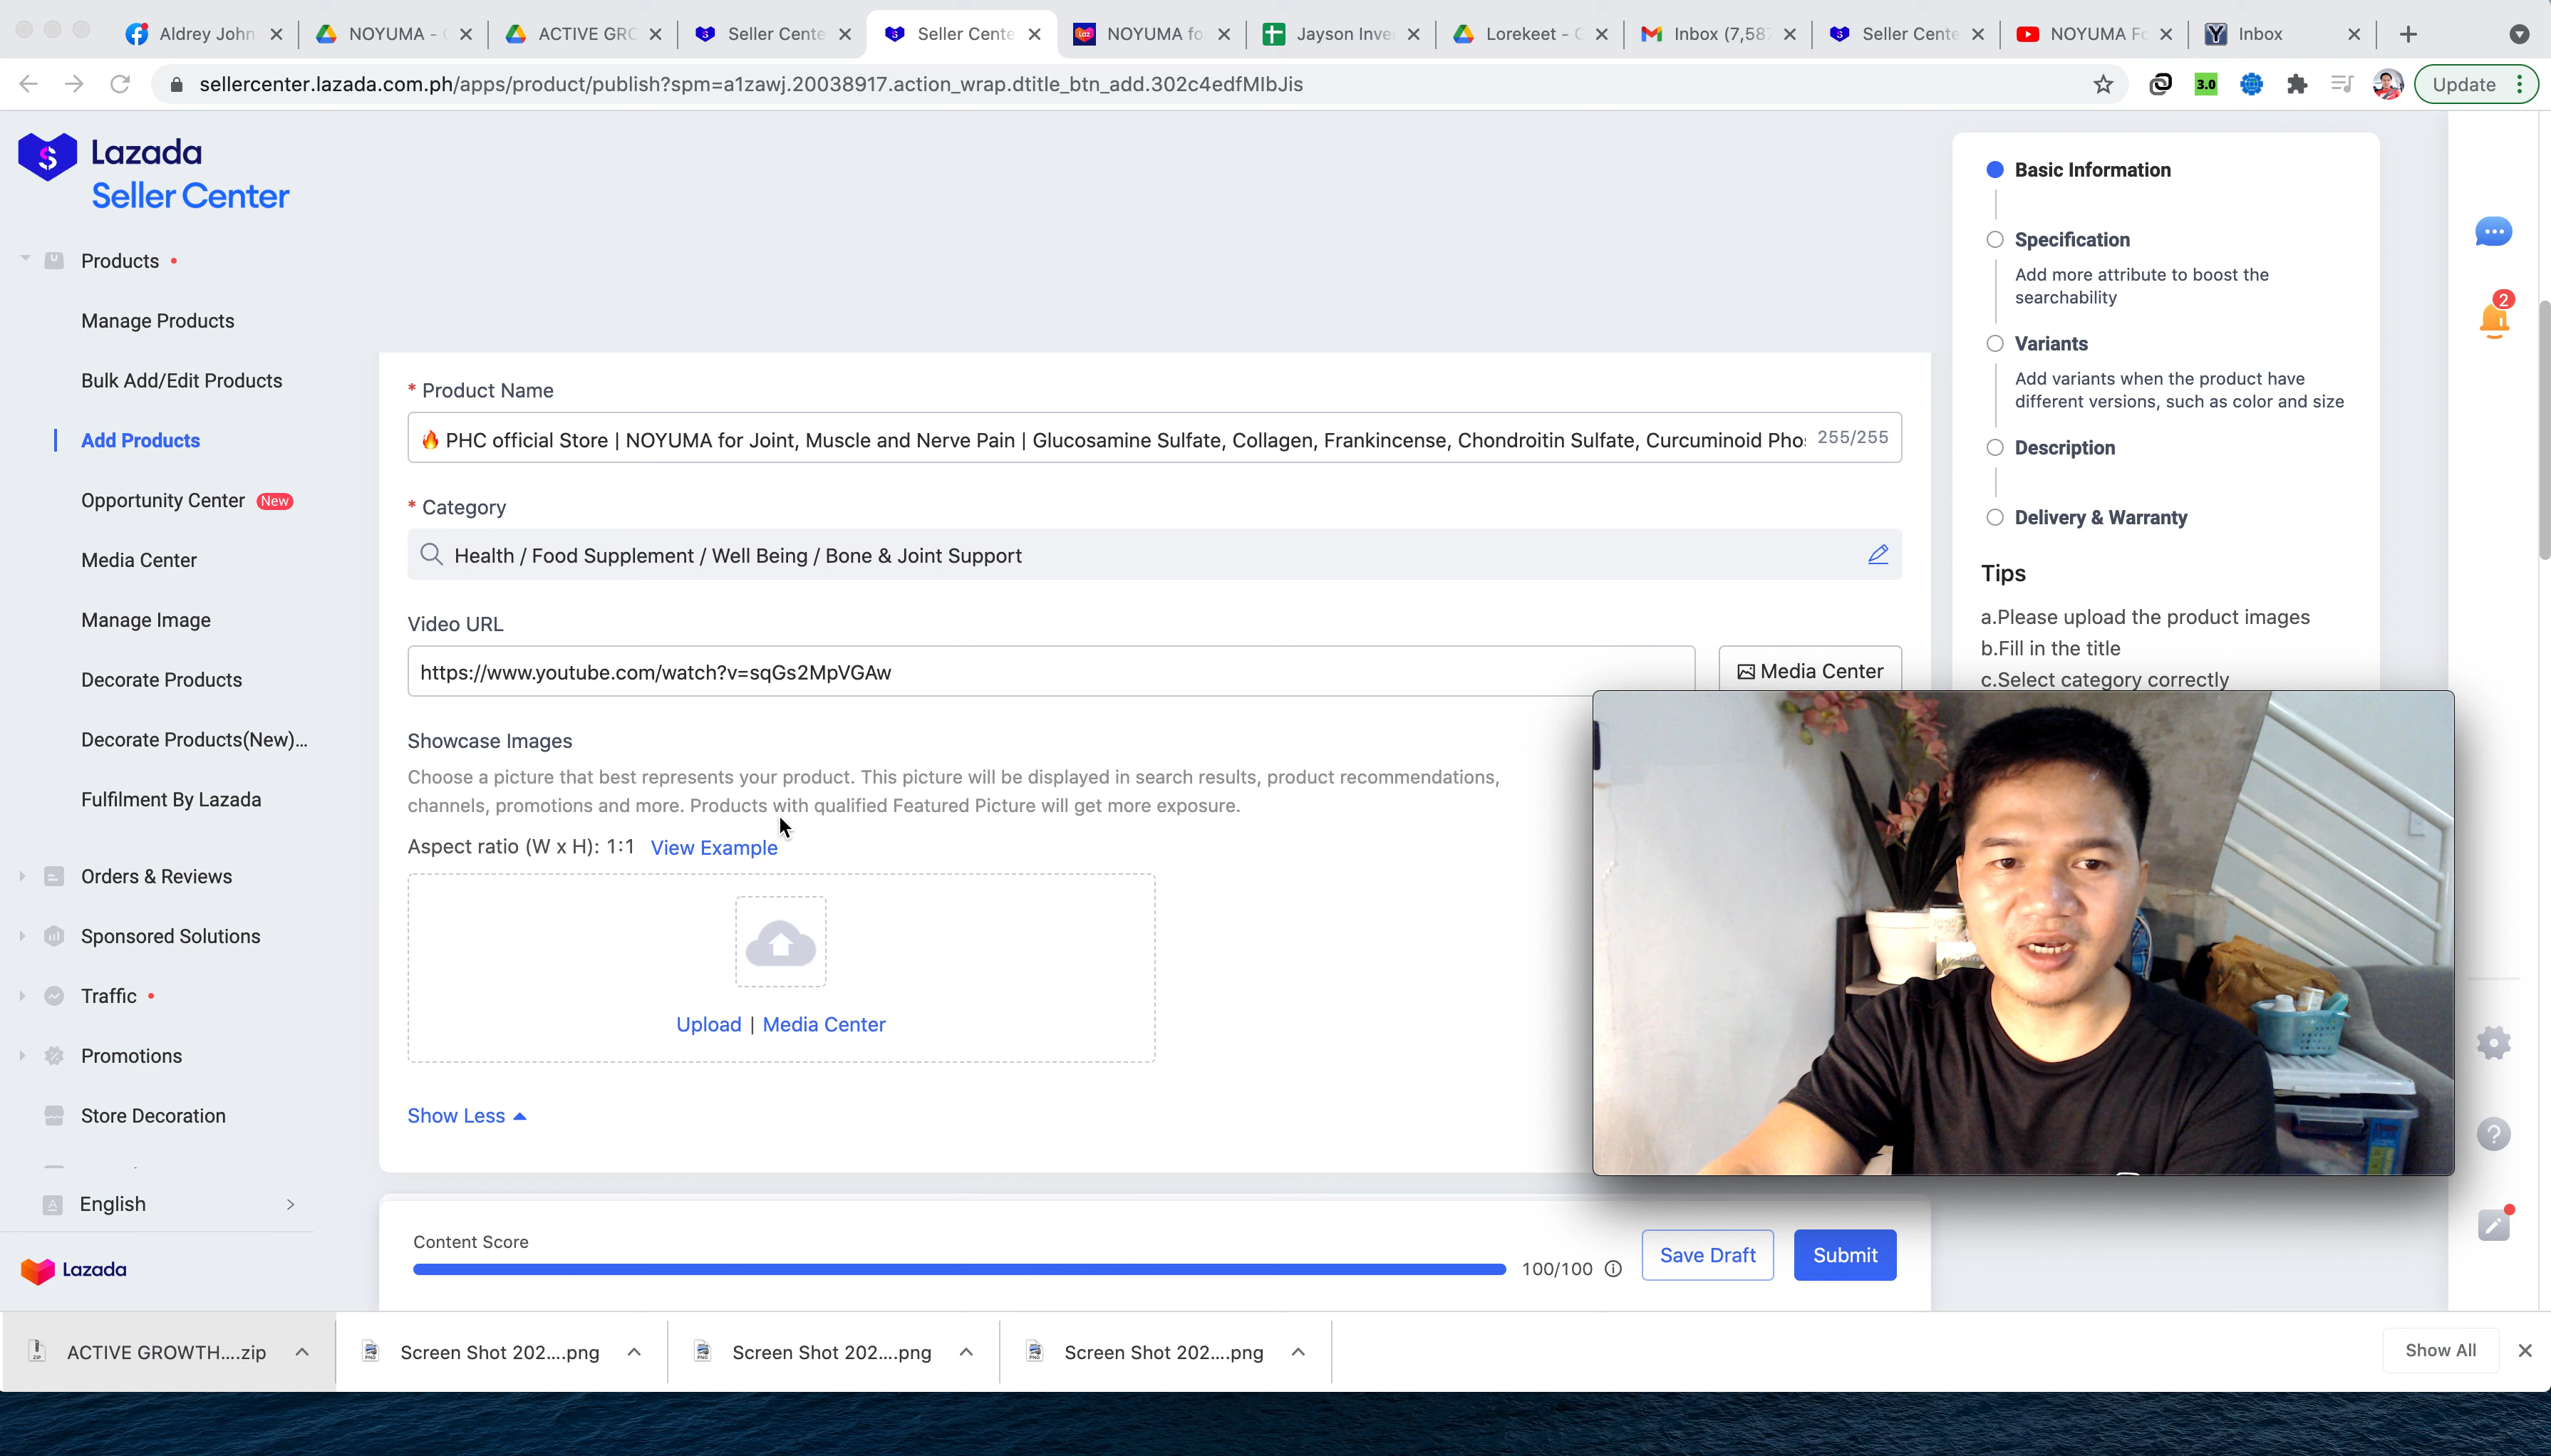 Aldrey John
NOYUMA - G
ACTIVE GRO
Seller Cente
Seller Cente
NOYUMA fo
Jayson Inve
Lorekeet - G
Inbox (7,587
Seller Cente
NOYUMA Fo
Inbox
sellercenter.lazada.com.ph/apps/product/publish?spm=a1zawj.20038917.action_wrap.dtitle_btn_add.302c4edfMIbJis
3.0
Update
Lazada
Seller Center
Products
Manage Products
Bulk Add/Edit Products
Add Products
Opportunity Center New
Media Center
Manage Image
Decorate Products
Decorate Products(New)...
Fulfilment By Lazada
Orders & Reviews
Sponsored Solutions
Traffic
Promotions
Store Decoration
English
Lazada
* Product Name
🔥 PHC official Store | NOYUMA for Joint, Muscle and Nerve Pain | Glucosamine Sulfate, Collagen, Frankincense, Chondroitin Sulfate, Curcuminoid Pho
255/255
* Category
Health / Food Supplement / Well Being / Bone & Joint Support
Video URL
https://www.youtube.com/watch?v=sqGs2MpVGAw
Media Center
Showcase Images
Choose a picture that best represents your product. This picture will be displayed in search results, product recommendations,
channels, promotions and more. Products with qualified Featured Picture will get more exposure.
Aspect ratio (W x H): 1:1 View Example
Upload | Media Center
Show Less
Content Score
100/100
Save Draft
Submit
Basic Information
Specification
Add more attribute to boost the
searchability
Variants
Add variants when the product have
different versions, such as color and size
Description
Delivery & Warranty
Tips
a.Please upload the product images
b.Fill in the title
c.Select category correctly
2
ACTIVE GROWTH....zip
Screen Shot 202....png
Screen Shot 202....png
Screen Shot 202....png
Show All